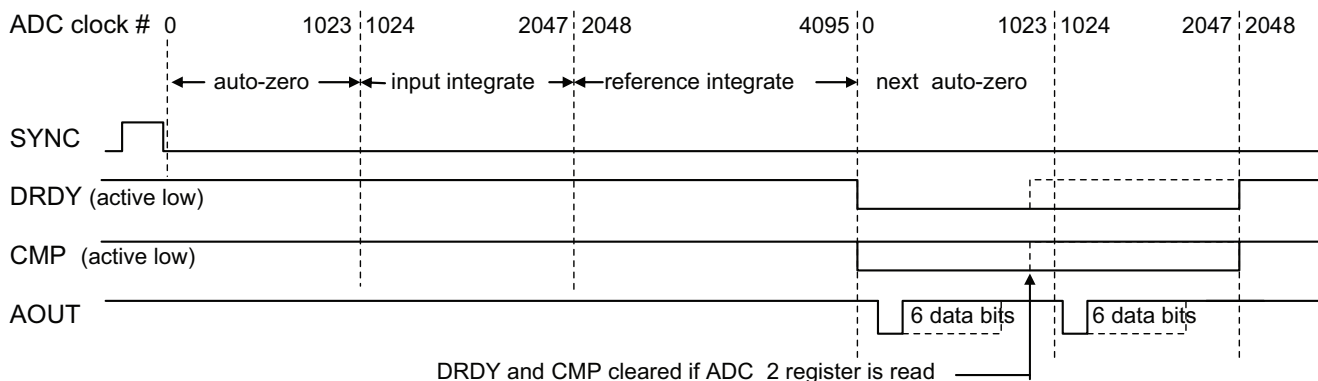 ADC clock # 0 1023 1024 2047 2048 4095 0 1023 1024 2047 2048
auto-zero input integrate reference integrate next auto-zero
SYNC
DRDY (active low)
CMP (active low)
AOUT 6 data bits 6 data bits
DRDY and CMP cleared if ADC_2 register is read